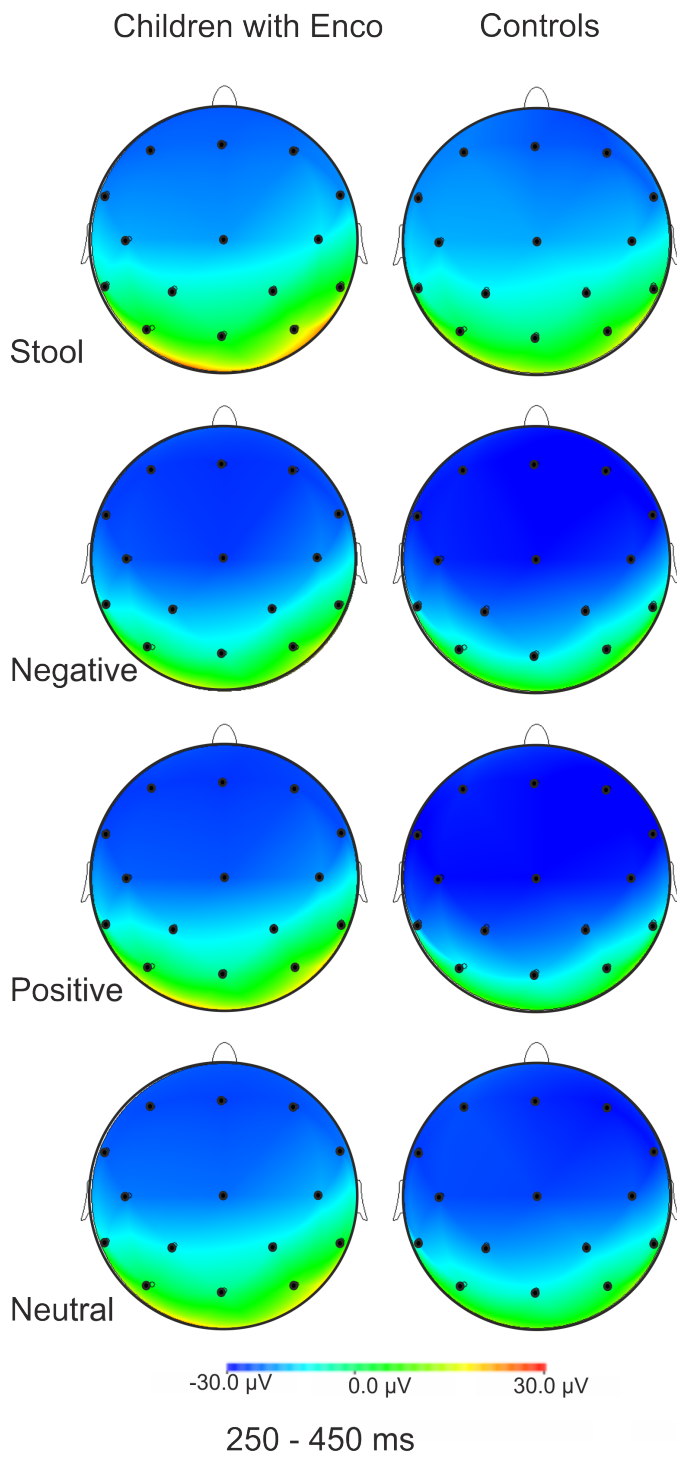 Children with Enco Controls
Stool
Negative
Positive
Neutral
-30.0 µV 0.0 µV 30.0 µV
250 - 450 ms